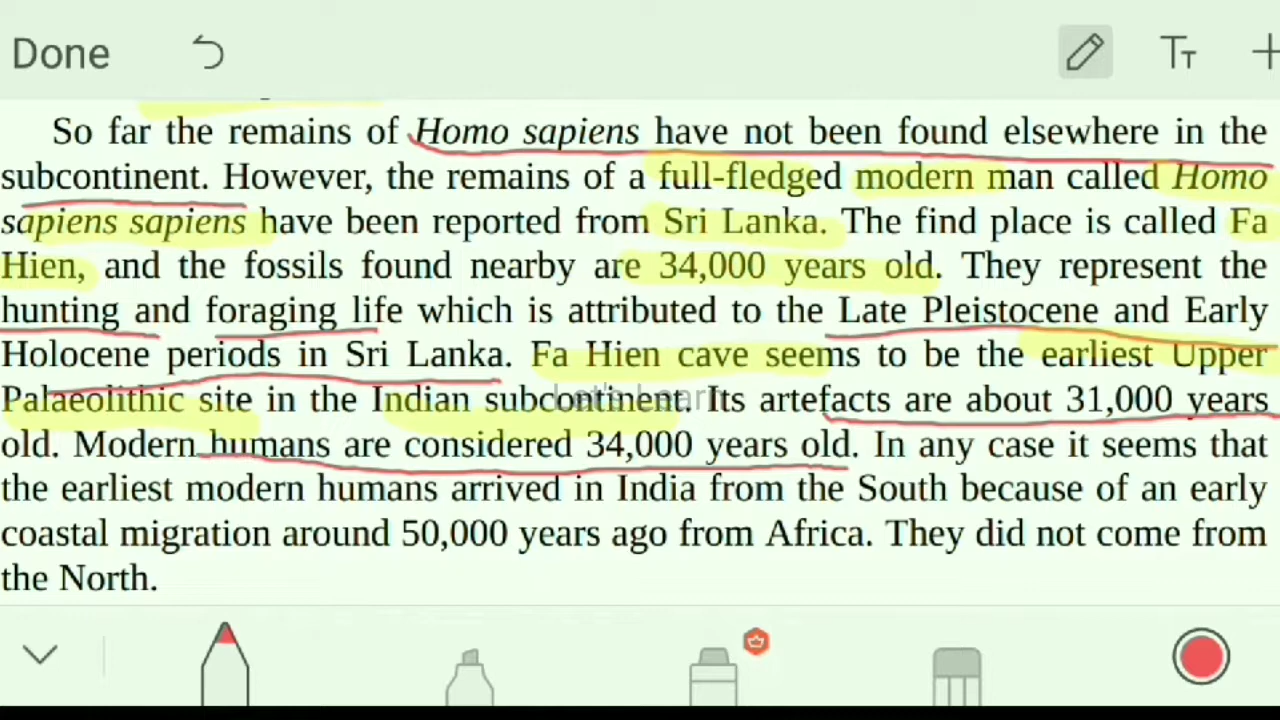 Done
So far the remains of Homo sapiens have not been found elsewhere in the
subcontinent. However, the remains of a full-fledged modern man called Homo
sapiens sapiens have been reported from Sri Lanka. The find place is called Fa
Hien, and the fossils found nearby are 34,000 years old. They represent the
hunting and foraging life which is attributed to the Late Pleistocene and Early
Holocene periods in Sri Lanka. Fa Hien cave seems to be the earliest Upper
Palaeolithic site in the Indian subcontinent. Its artefacts are about 31,000 years
Let's Learn
old. Modern humans are considered 34,000 years old. In any case it seems that
the earliest modern humans arrived in India from the South because of an early
coastal migration around 50,000 years ago from Africa. They did not come from
the North.